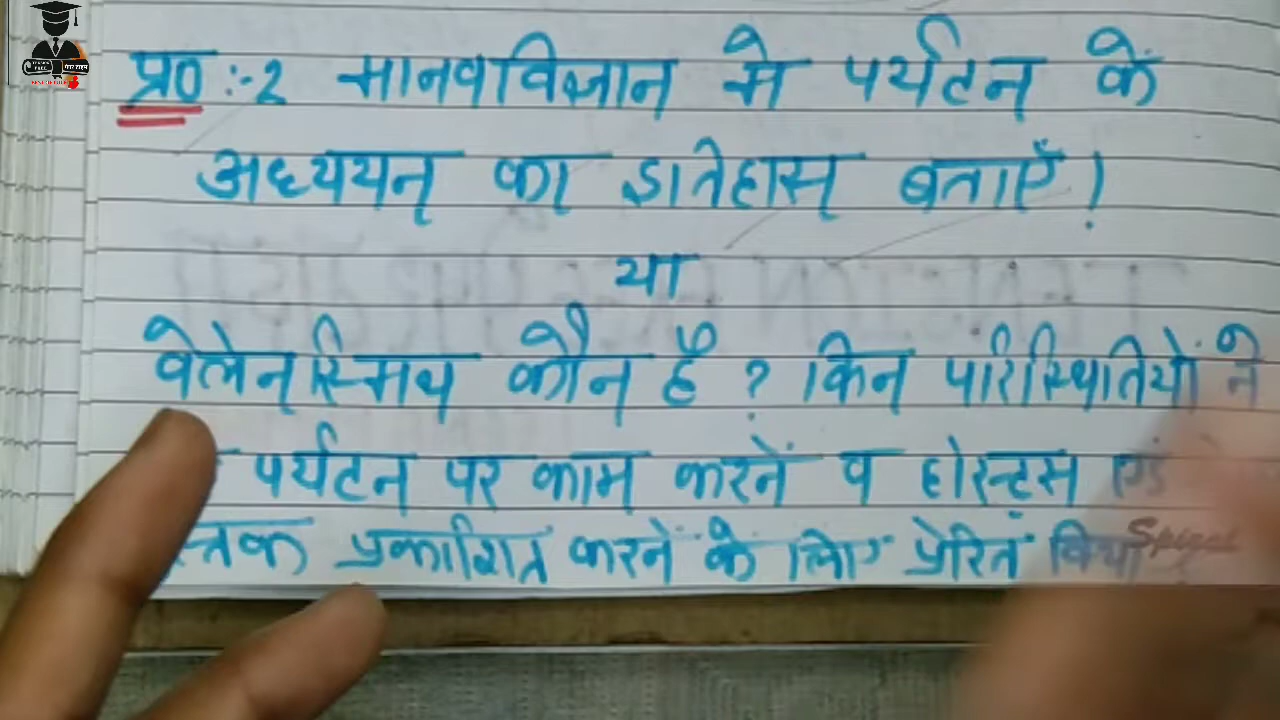 प्र0 :-2 मानवविज्ञान मे पर्यटन के
अध्ययन का इतिहास बताएँ।
या
वेलेन स्मिथ कौन है ? किन परिस्थितियों ने
पर्यटन पर काम करनें व होस्ट्स एंड
प्रकाशित करनें के लिए प्रेरित किया